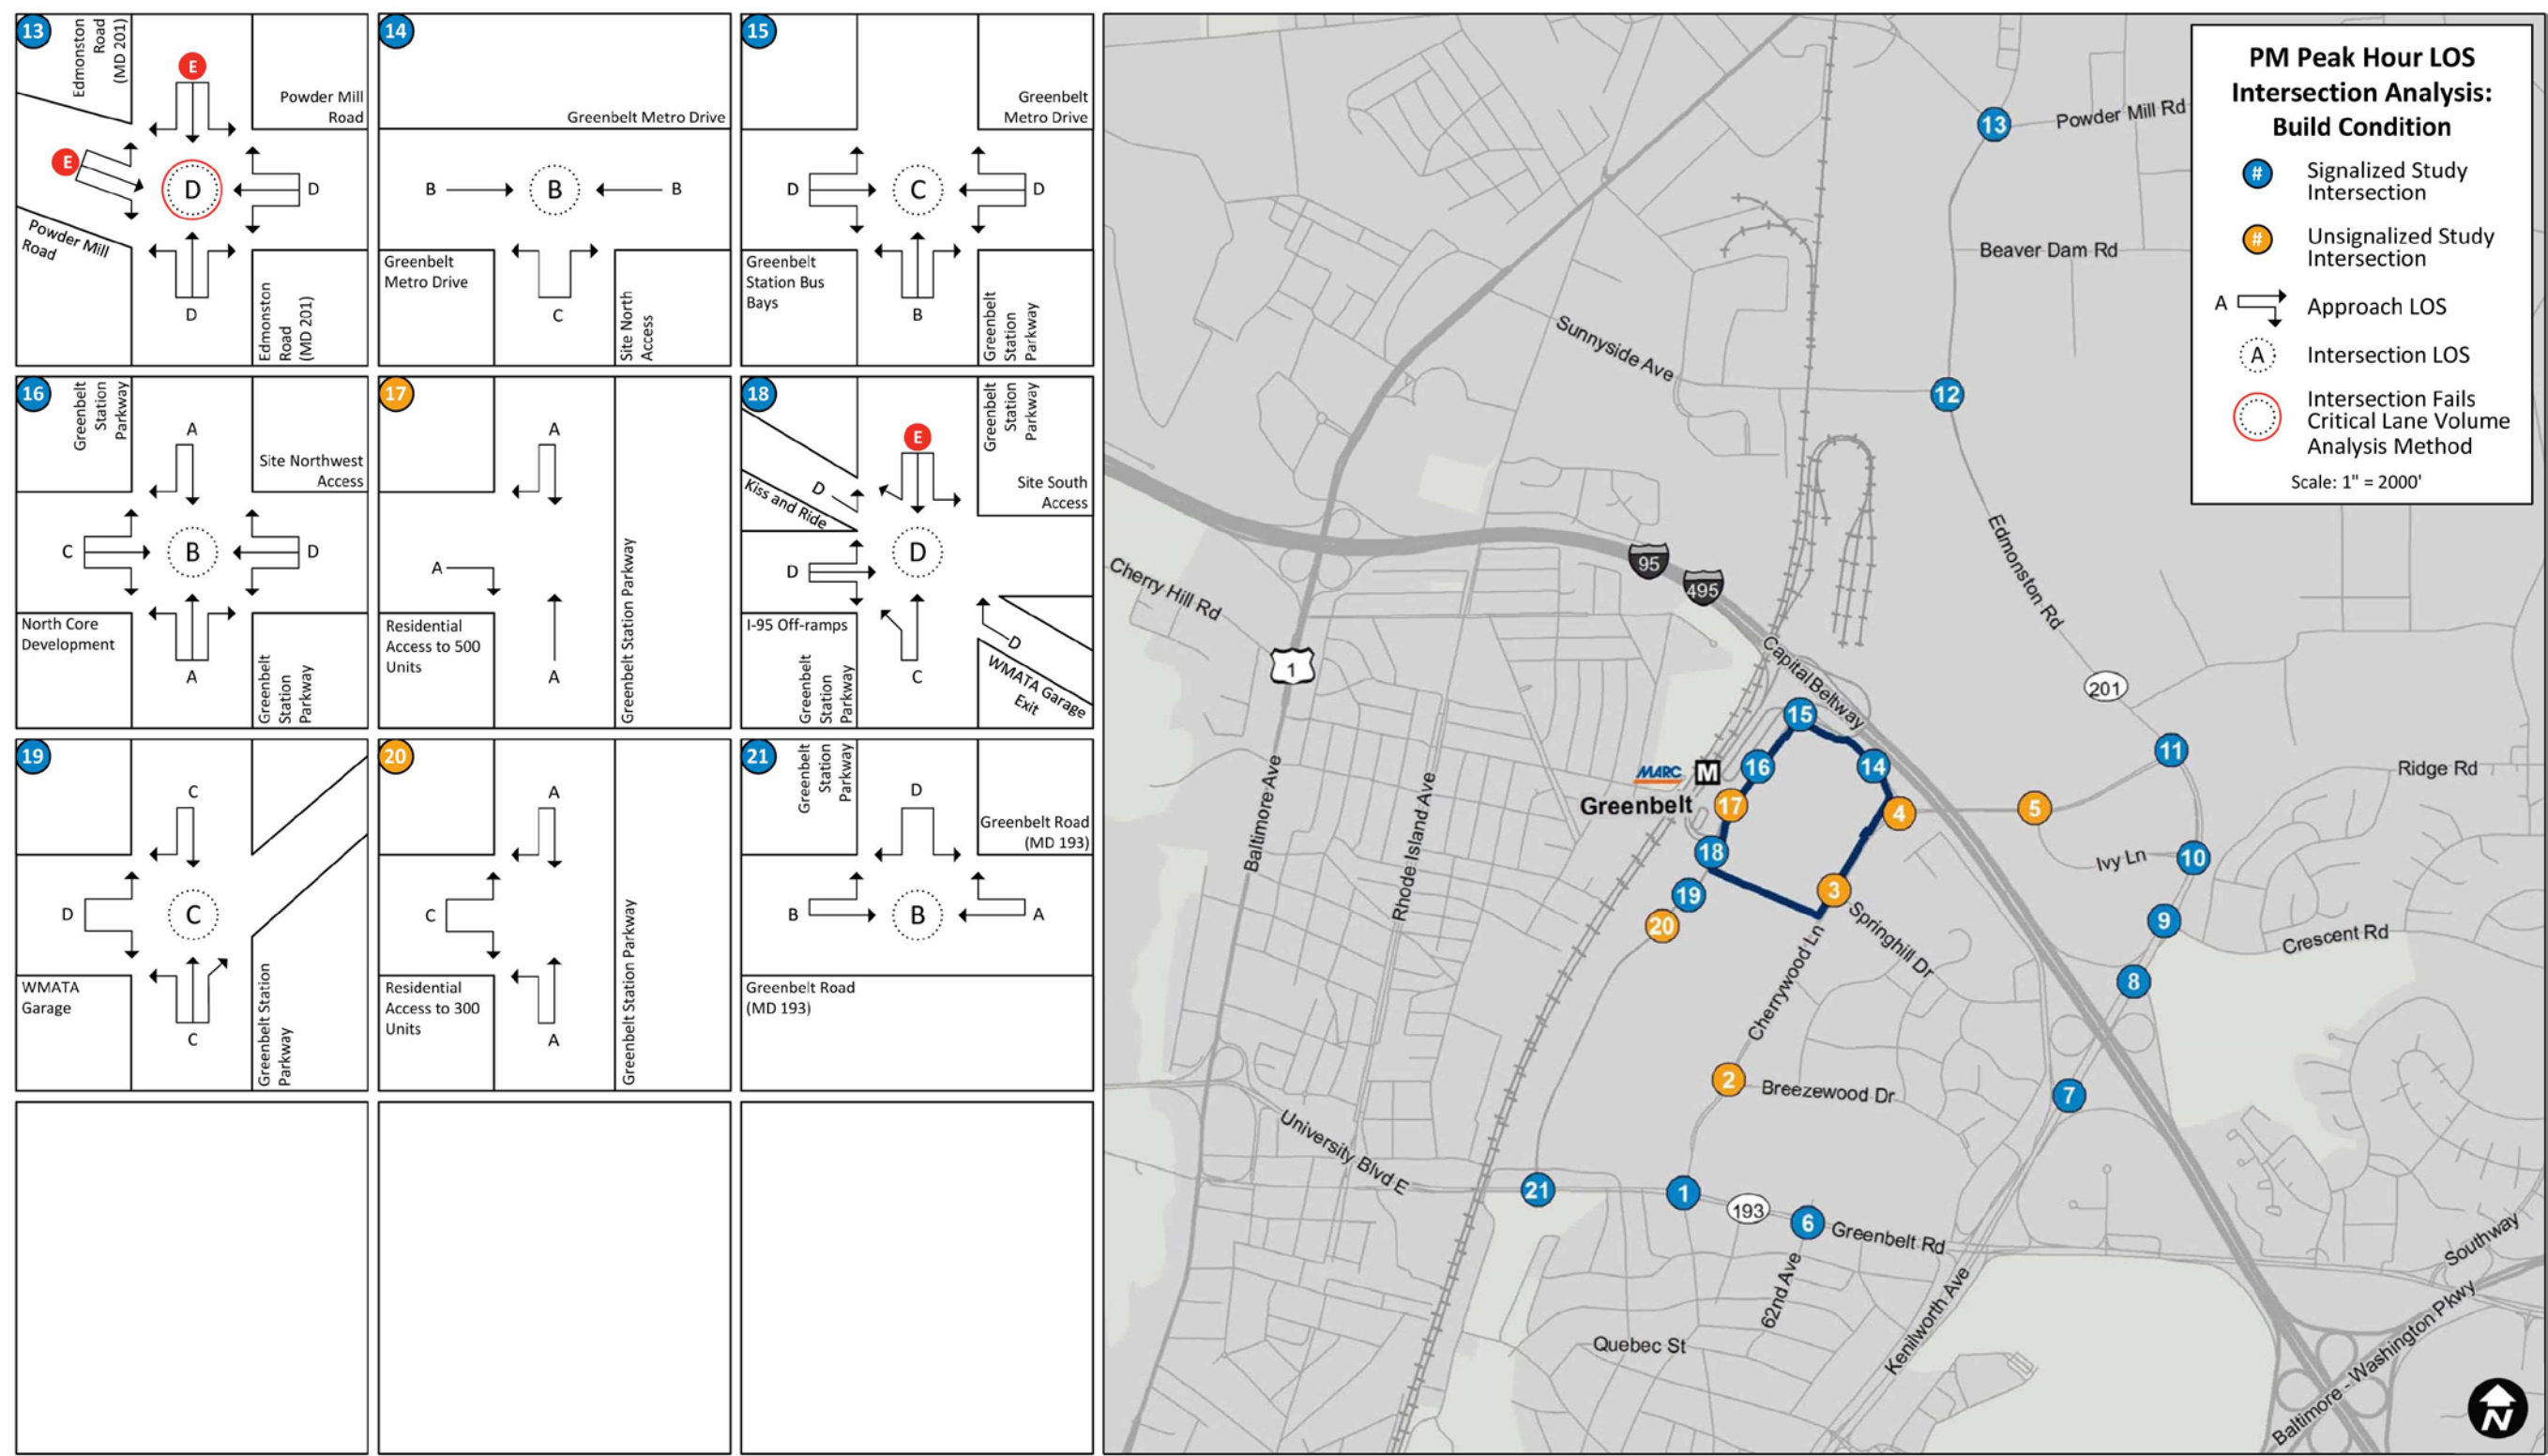 13
Edmonston
Road
(MD 201)
E
Powder Mill
Road
E
D
D
Powder Mill
Road
D
Edmonston
Road
(MD 201)
14
Greenbelt Metro Drive
B
B
B
Greenbelt
Metro Drive
C
Site North
Access
15
Greenbelt
Metro Drive
D
C
D
Greenbelt
Station Bus
Bays
B
Greenbelt
Station
Parkway
16
Greenbelt
Station
Parkway
A
Site Northwest
Access
C
B
D
North Core
Development
A
Greenbelt
Station
Parkway
17
A
A
Residential
Access to 500
Units
A
Greenbelt Station Parkway
18
E
Greenbelt
Station
Parkway
Site South
Access
D
Kiss and Ride
D
D
I-95 Off-ramps
Greenbelt
Station
Parkway
C
D
WMATA Garage
Exit
19
C
D
C
WMATA
Garage
C
Greenbelt Station
Parkway
20
A
C
Residential
Access to 300
Units
A
Greenbelt Station Parkway
21
Greenbelt
Station
Parkway
D
Greenbelt Road
(MD 193)
B
B
A
Greenbelt Road
(MD 193)
PM Peak Hour LOS
Intersection Analysis:
Build Condition
# Signalized Study
Intersection
# Unsignalized Study
Intersection
A Approach LOS
A Intersection LOS
Intersection Fails
Critical Lane Volume
Analysis Method
Scale: 1" = 2000'
13
Powder Mill Rd
Beaver Dam Rd
Sunnyside Ave
12
Edmonston Rd
95
495
Cherry Hill Rd
1
Capital Beltway
201
15
11
MARC
M
16
14
Ridge Rd
Greenbelt
17
4
5
Baltimore Ave
Rhode Island Ave
18
Ivy Ln
10
19
3
20
Springhill Dr
9
Crescent Rd
Cherrywood Ln
8
2
Breezewood Dr
7
University Blvd E
21
1
193
6
Greenbelt Rd
Southway
62nd Ave
Kenilworth Ave
Quebec St
Baltimore - Washington Pkwy
N